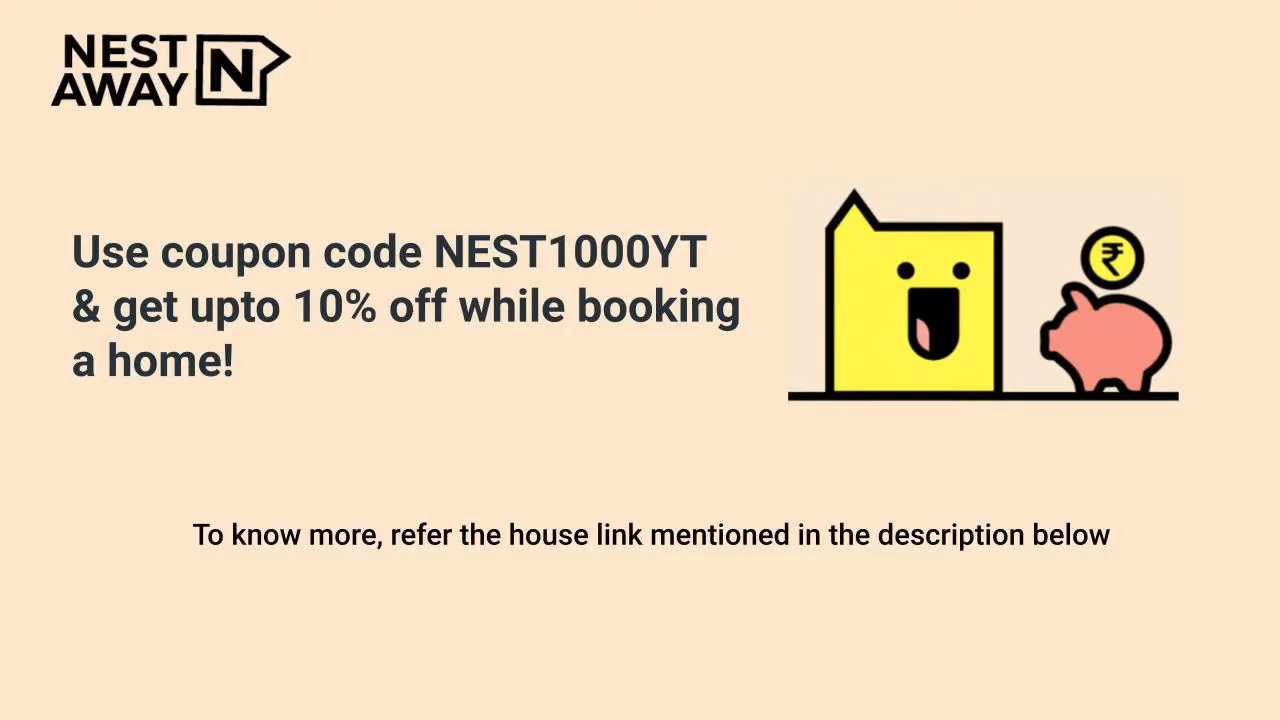 NEST
AWAY N
Use coupon code NEST1000YT
& get upto 10% off while booking
a home!
₹
To know more, refer the house link mentioned in the description below